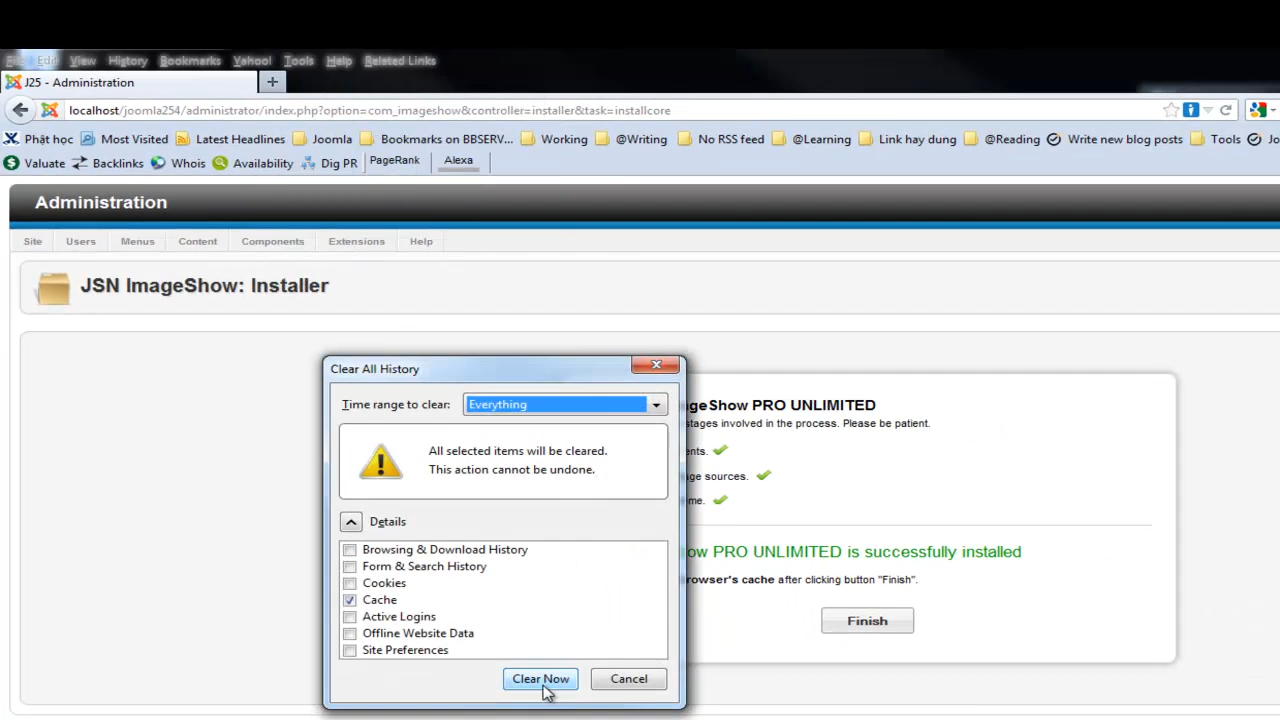 File Edit View History Bookmarks Yahoo! Tools Help Related Links
J25 - Administration
localhost/joomla254/administrator/index.php?option=com_imageshow&controller=installer&task=installcore
Phật học Most Visited Latest Headlines Joomla Bookmarks on BBSERV... Working @Writing No RSS feed @Learning Link hay dung @Reading Write new blog posts Tools Jo
Valuate Backlinks Whois Availability Dig PR PageRank Alexa
Administration
Site Users Menus Content Components Extensions Help
JSN ImageShow: Installer
Clear All History
Time range to clear: Everything
All selected items will be cleared.
This action cannot be undone.
Details
Browsing & Download History
Form & Search History
Cookies
Cache
Active Logins
Offline Website Data
Site Preferences
Clear Now Cancel
geShow PRO UNLIMITED
stages involved in the process. Please be patient.
ents.
ge sources.
me.
ow PRO UNLIMITED is successfully installed
rowser's cache after clicking button "Finish".
Finish